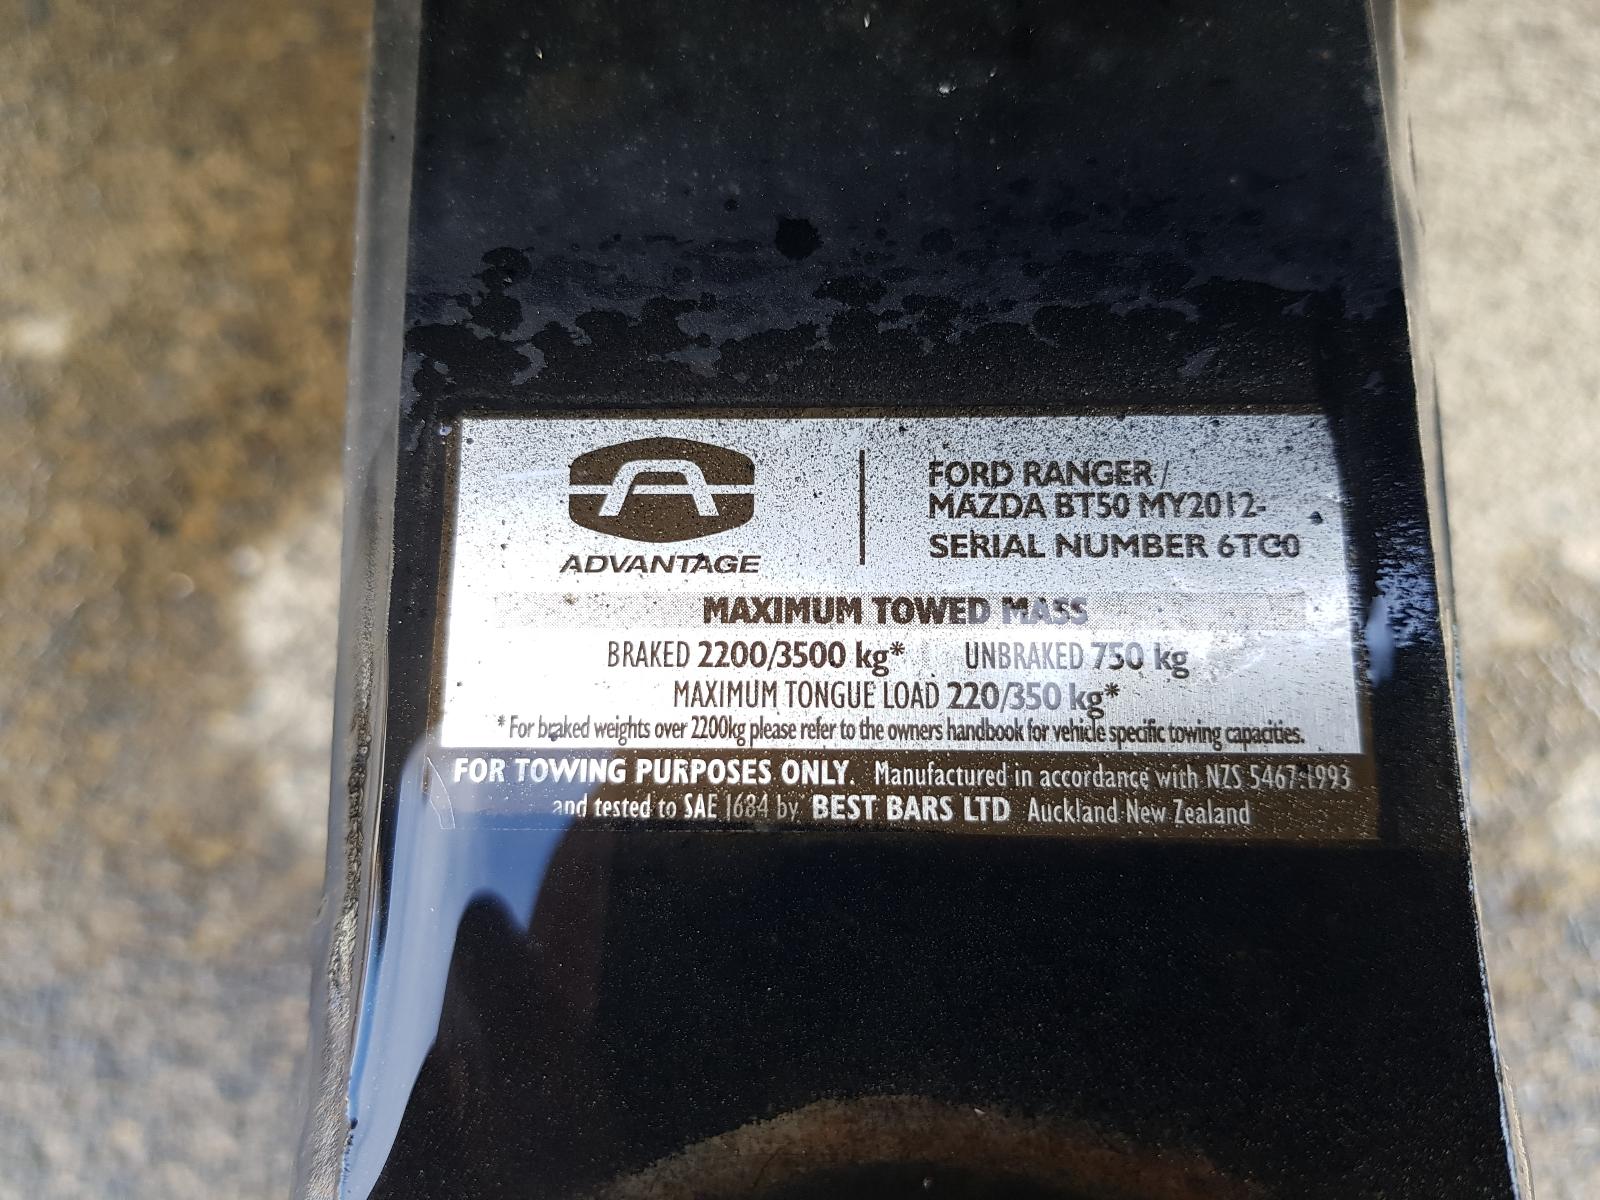 ADVANTAGE
FORD RANGER/
MAZDA BT50 MY2012-
SERIAL NUMBER 6TC0
MAXIMUM TOWED MASS
BRAKED 2200/3500 kg* UNBRAKED 750 kg
MAXIMUM TONGUE LOAD 220/350 kg*
* For braked weights over 2200kg please refer to the owners handbook for vehicle specific towing capacities.
FOR TOWING PURPOSES ONLY. Manufactured in accordance with NZS 5467:1993
and tested to SAE J684 by BEST BARS LTD Auckland New Zealand